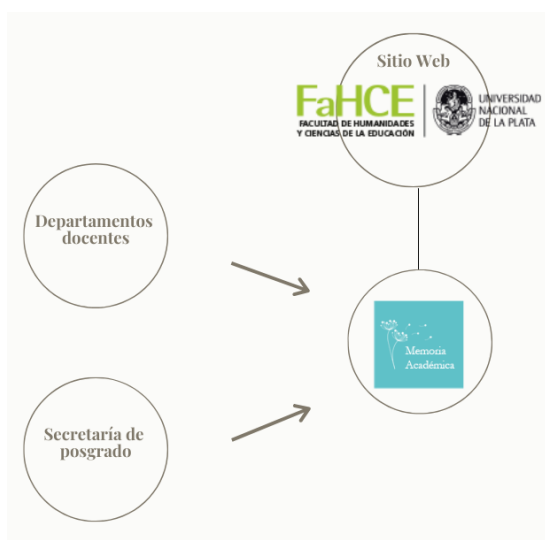 Sitio Web
FaHCE
FACULTAD DE HUMANIDADES
Y CIENCIAS DE LA EDUCACIÓN
UNIVERSIDAD
NACIONAL
DE LA PLATA
Departamentos
docentes
Memoria
Académica
Secretaría de
posgrado